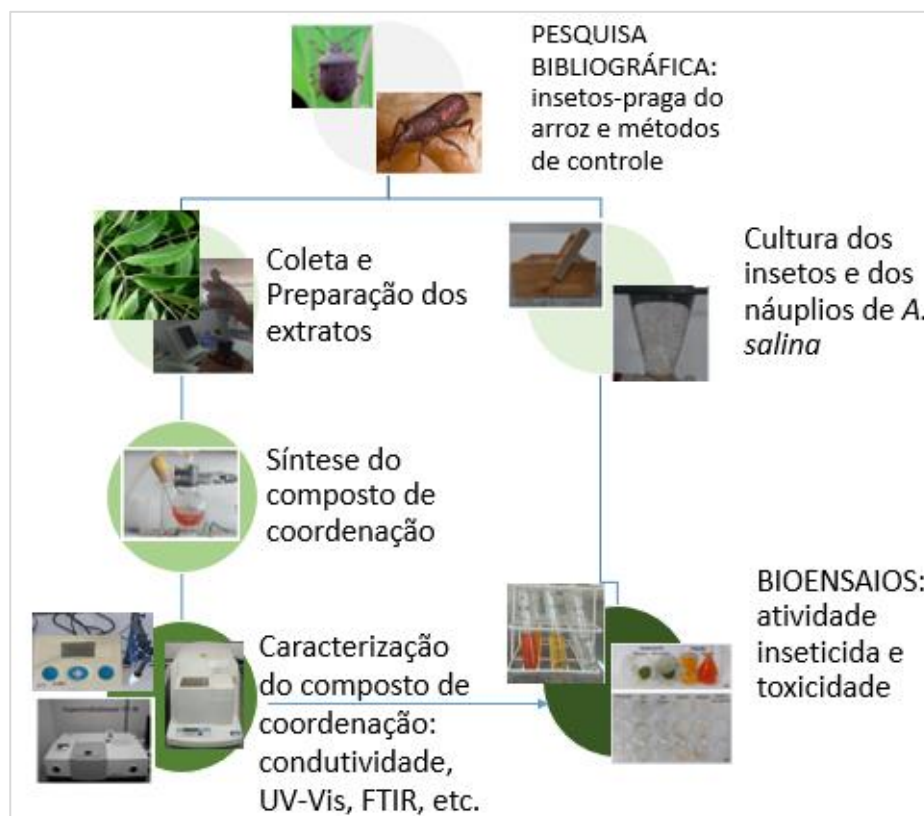 PESQUISA
BIBLIOGRÁFICA:
insetos-praga do
arroz e métodos
de controle
Coleta e
Preparação dos
extratos
Cultura dos
insetos e dos
náuplios de A.
salina
Síntese do
composto de
coordenação
Caracterização
do composto de
coordenação:
condutividade,
UV-Vis, FTIR, etc.
BIOENSAIOS:
atividade
inseticida e
toxicidade